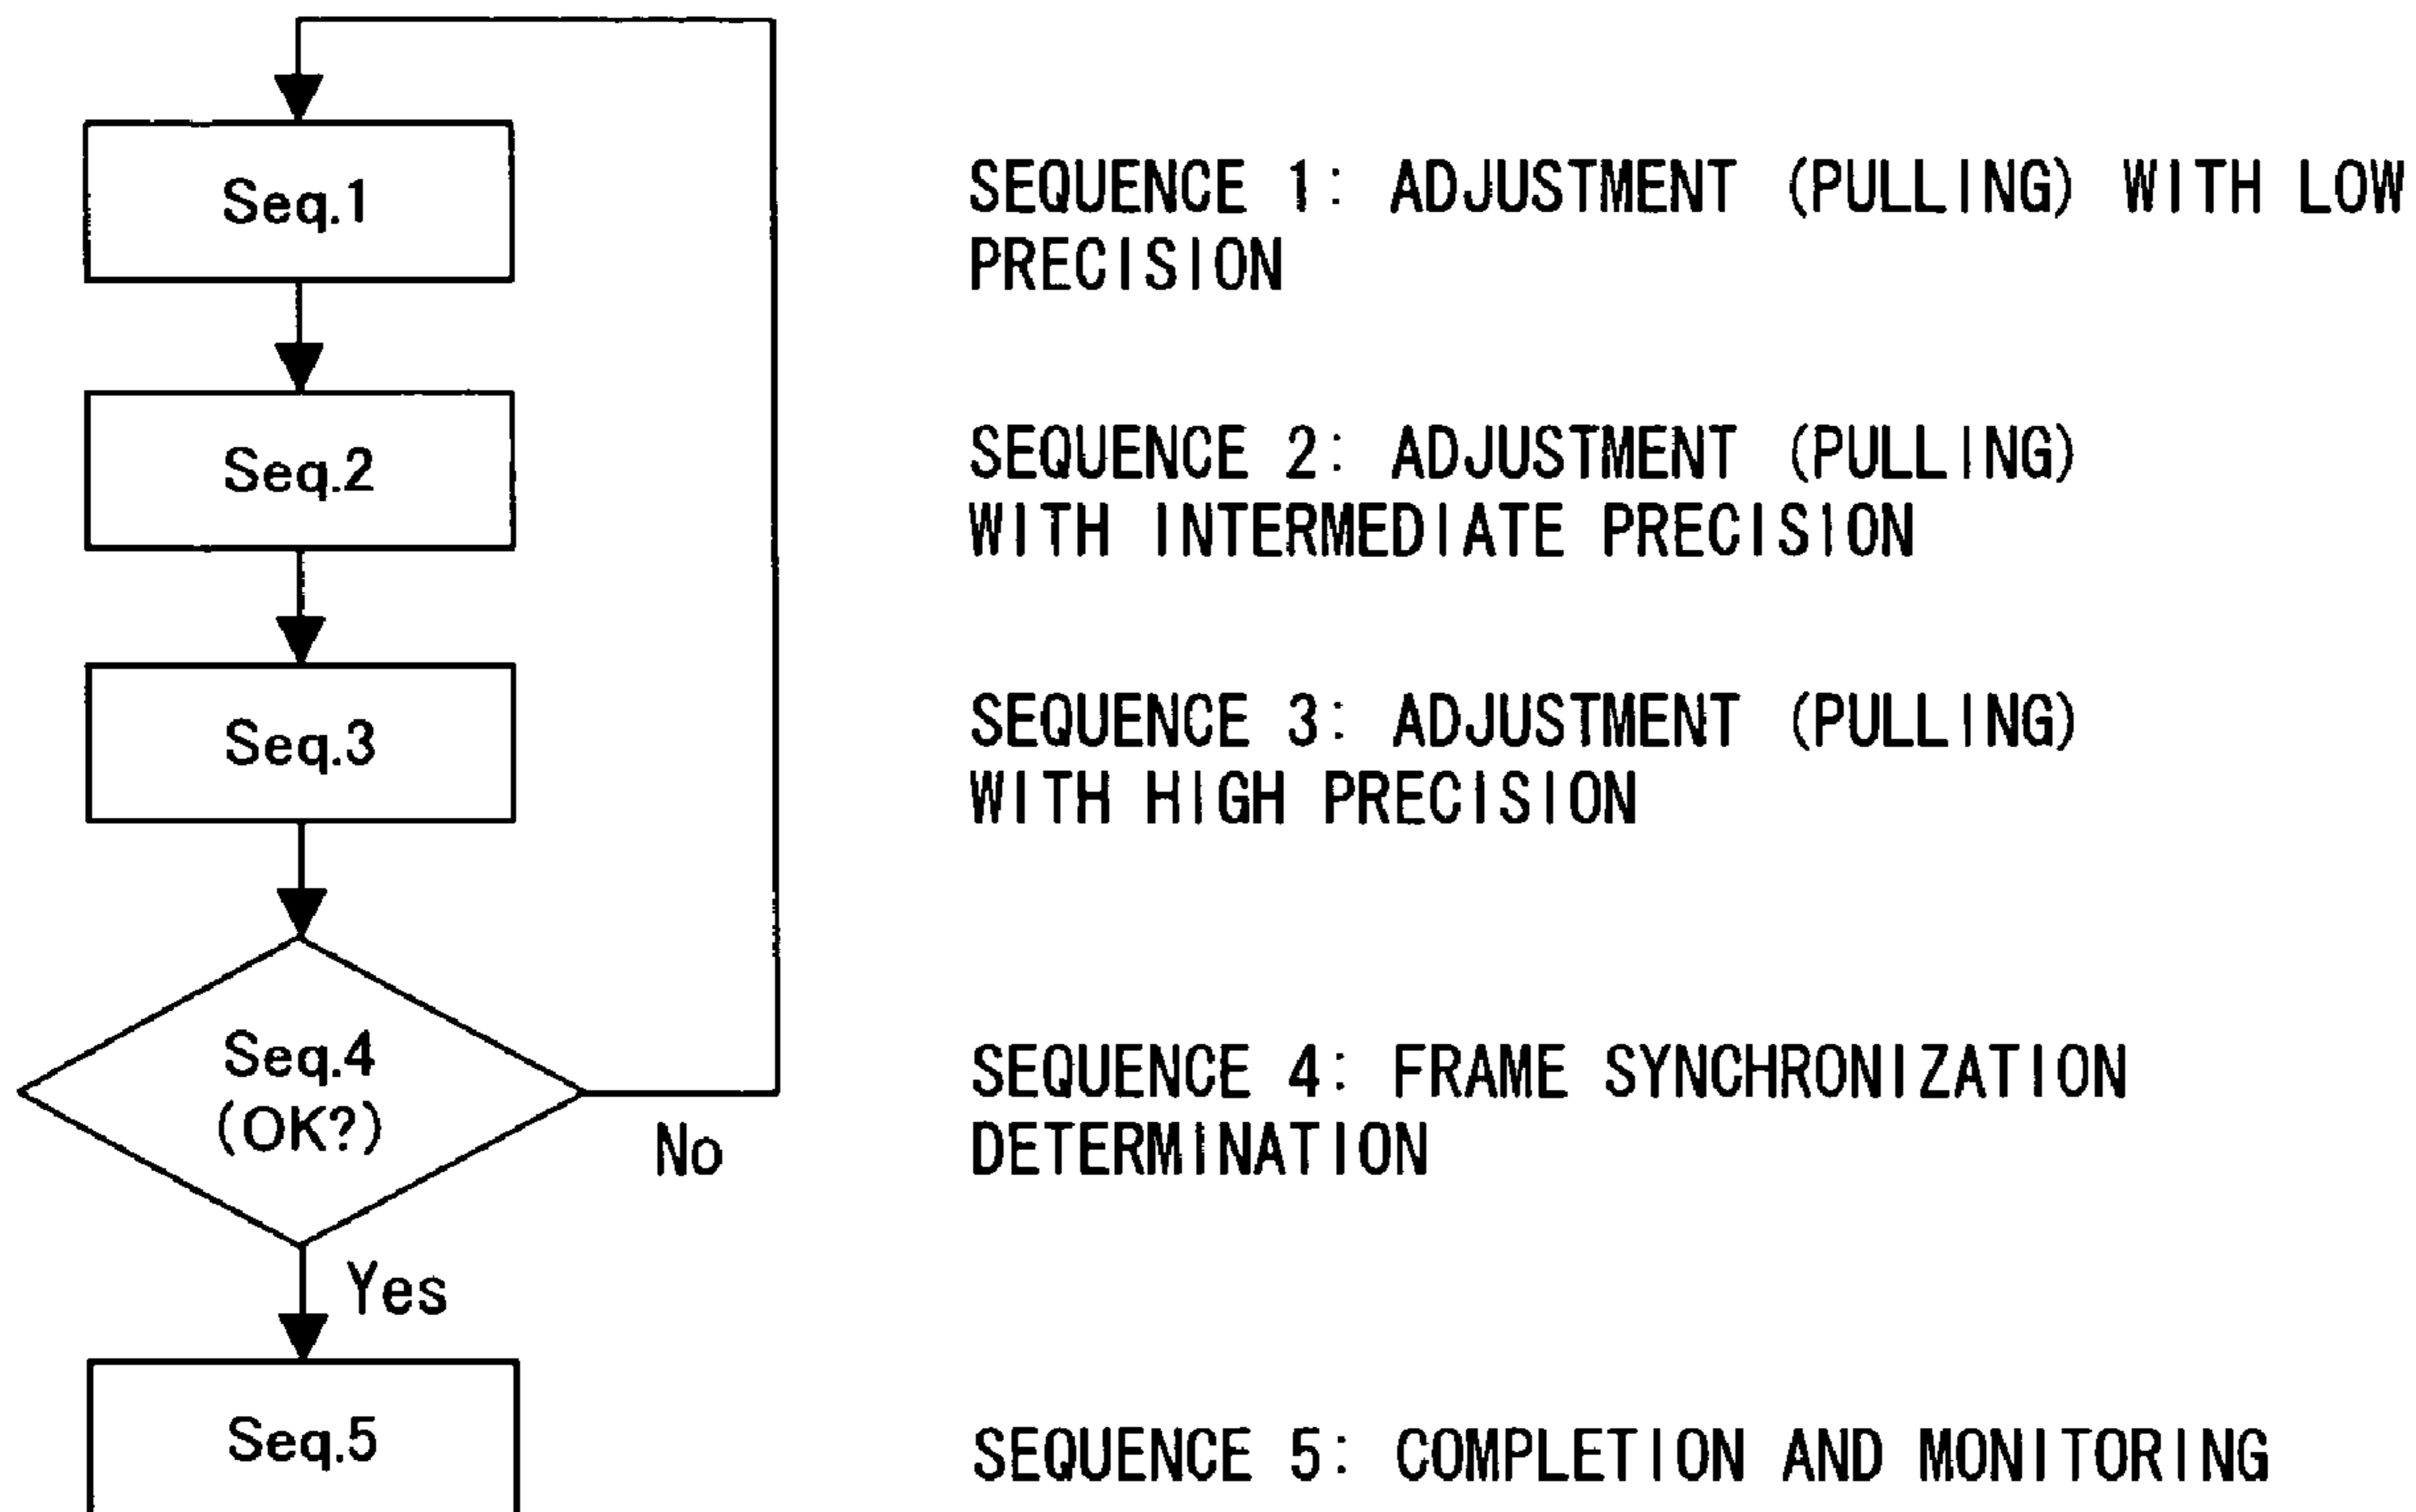 Seq.1
SEQUENCE 1: ADJUSTMENT (PULLING) WITH LOW
PRECISION
Seq.2
SEQUENCE 2: ADJUSTMENT (PULLING)
WITH INTERMEDIATE PRECISION
Seq.3
SEQUENCE 3: ADJUSTMENT (PULLING)
WITH HIGH PRECISION
Seq.4
(OK?)
No
SEQUENCE 4: FRAME SYNCHRONIZATION
DETERMINATION
Yes
Seq.5
SEQUENCE 5: COMPLETION AND MONITORING